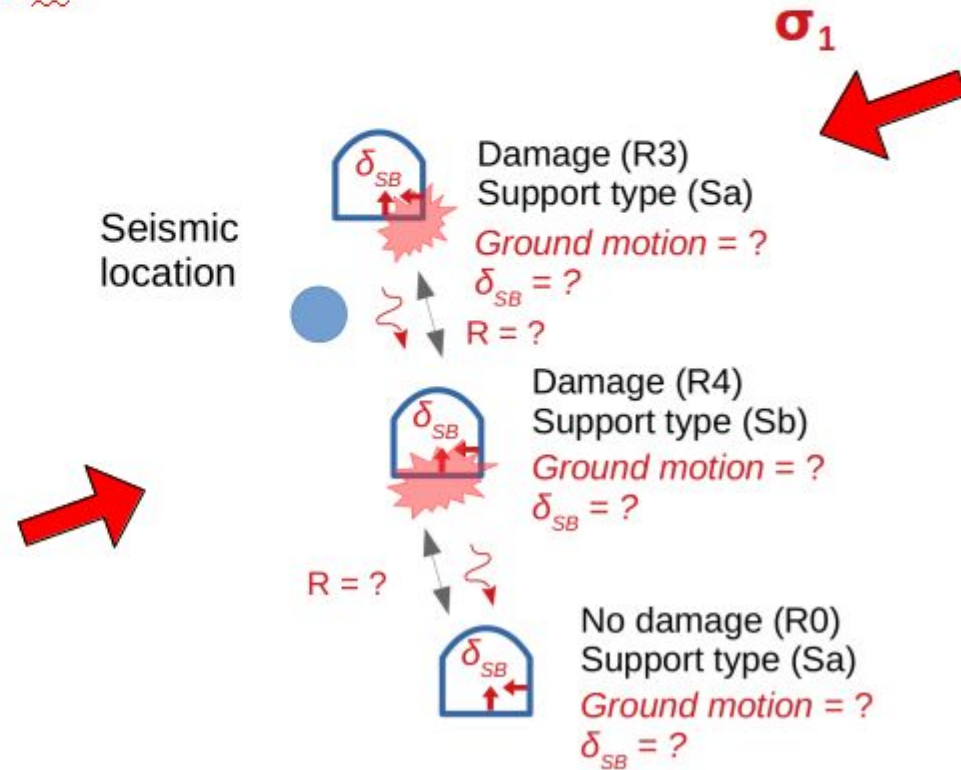 σ1
δSB
Damage (R3)
Support type (Sa)
Ground motion = ?
δSB = ?
Seismic
location
R = ?
δSB
Damage (R4)
Support type (Sb)
Ground motion = ?
δSB = ?
R = ?
δSB
No damage (R0)
Support type (Sa)
Ground motion = ?
δSB = ?